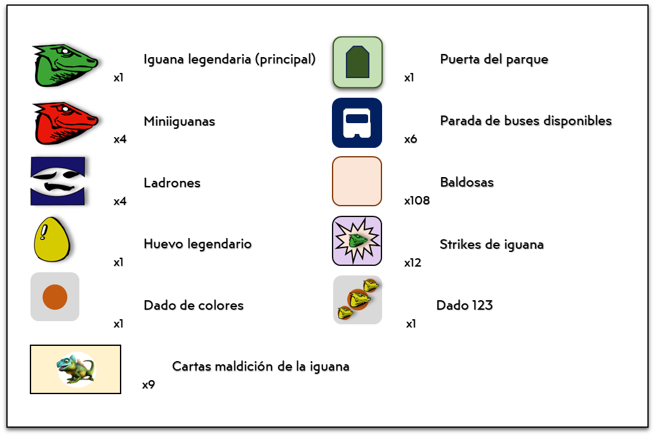 Iguana legendaria (principal)
x1
Puerta del parque
x1
Miniiguanas
x4
Parada de buses disponibles
x6
Ladrones
x4
Baldosas
x108
Huevo legendario
x1
Strikes de iguana
x12
Dado de colores
x1
Dado 123
x1
Cartas maldición de la iguana
x9